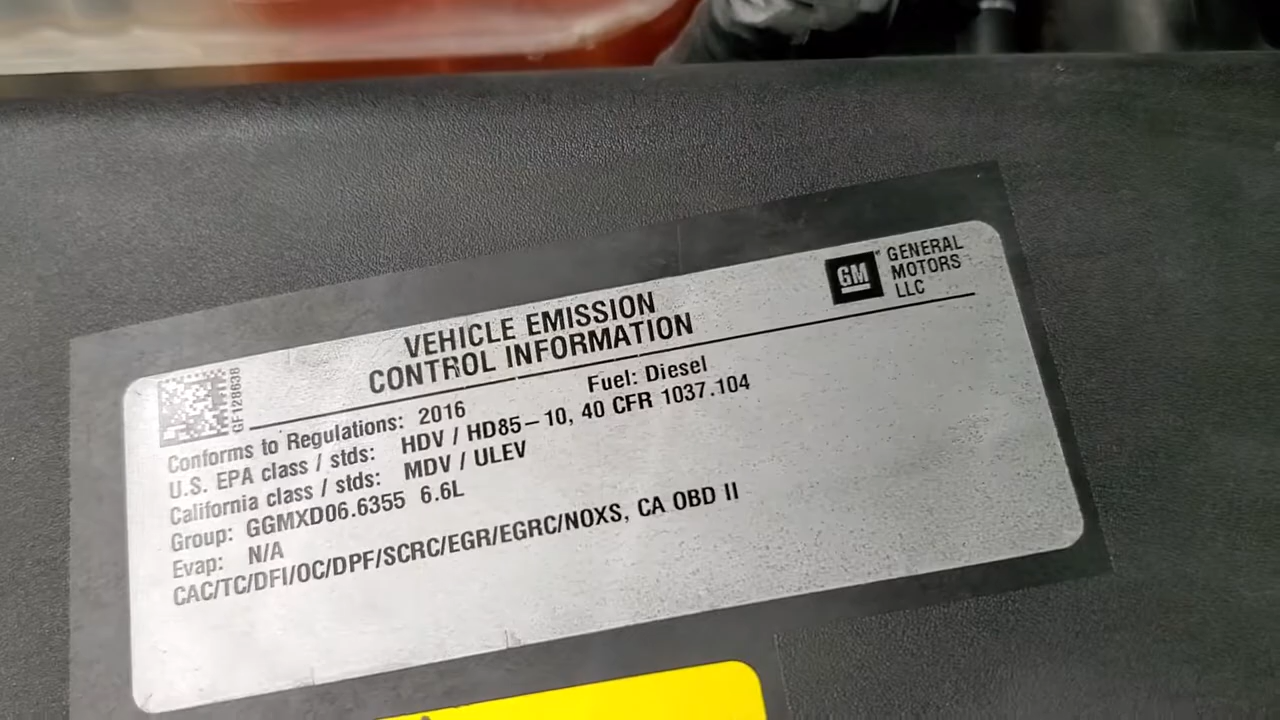 GM GENERAL
MOTORS
LLC
VEHICLE EMISSION
CONTROL INFORMATION
GF128638
Conforms to Regulations: 2016 Fuel: Diesel
U.S. EPA class / stds: HDV / HD85-10, 40 CFR 1037.104
California class / stds: MDV / ULEV
Group: GGMXD06.6355 6.6L
Evap: N/A
CAC/TC/DFI/OC/DPF/SCRC/EGR/EGRC/NOXS, CA OBD II